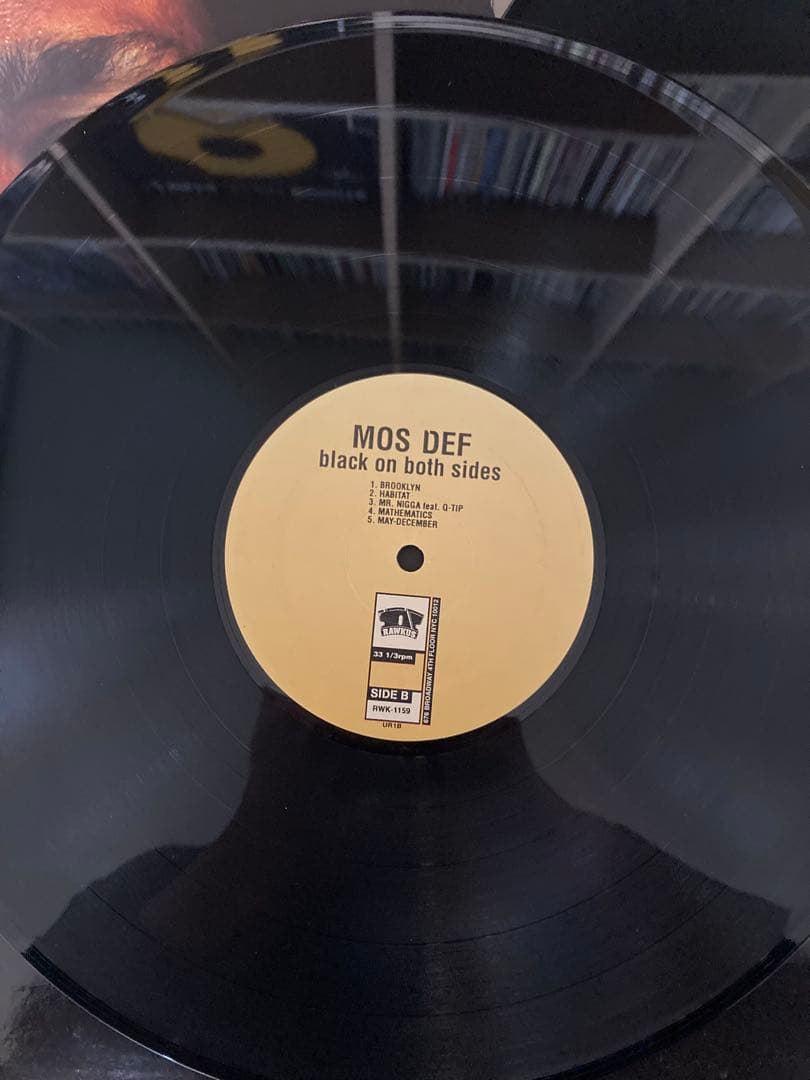 MOS DEF
black on both sides
1. BROOKLYN
2. HABITAT
3. MR. NIGGA feat. Q-TIP
4. MATHEMATICS
5. MAY-DECEMBER
RAWKUS
33 1/3rpm
SIDE B
RWK-1159
676 BROADWAY 4TH FLOOR NYC 10012
UR1B